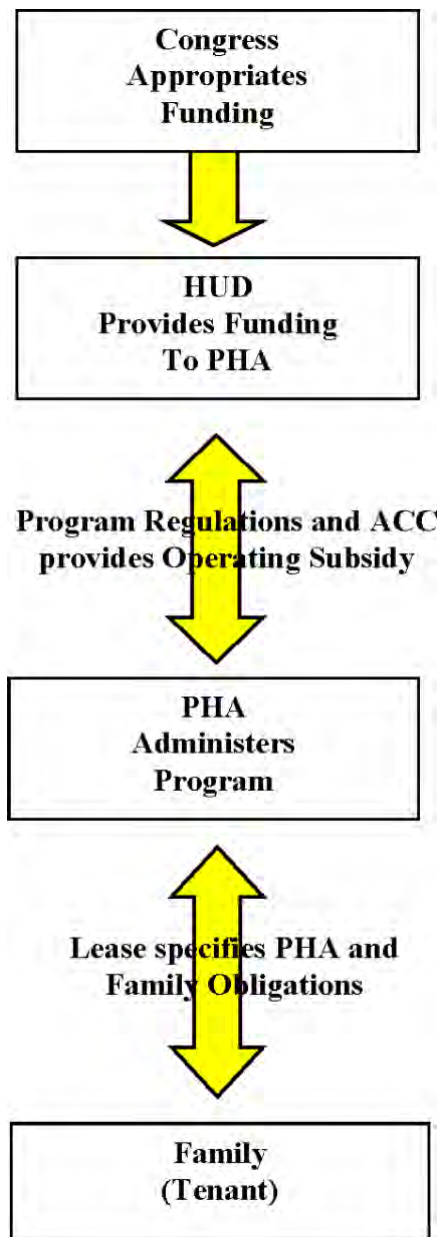 Congress
Appropriates
Funding
HUD
Provides Funding
To PHA
Program Regulations and ACC
provides Operating Subsidy
PHA
Administers
Program
Lease specifies PHA and
Family Obligations
Family
(Tenant)